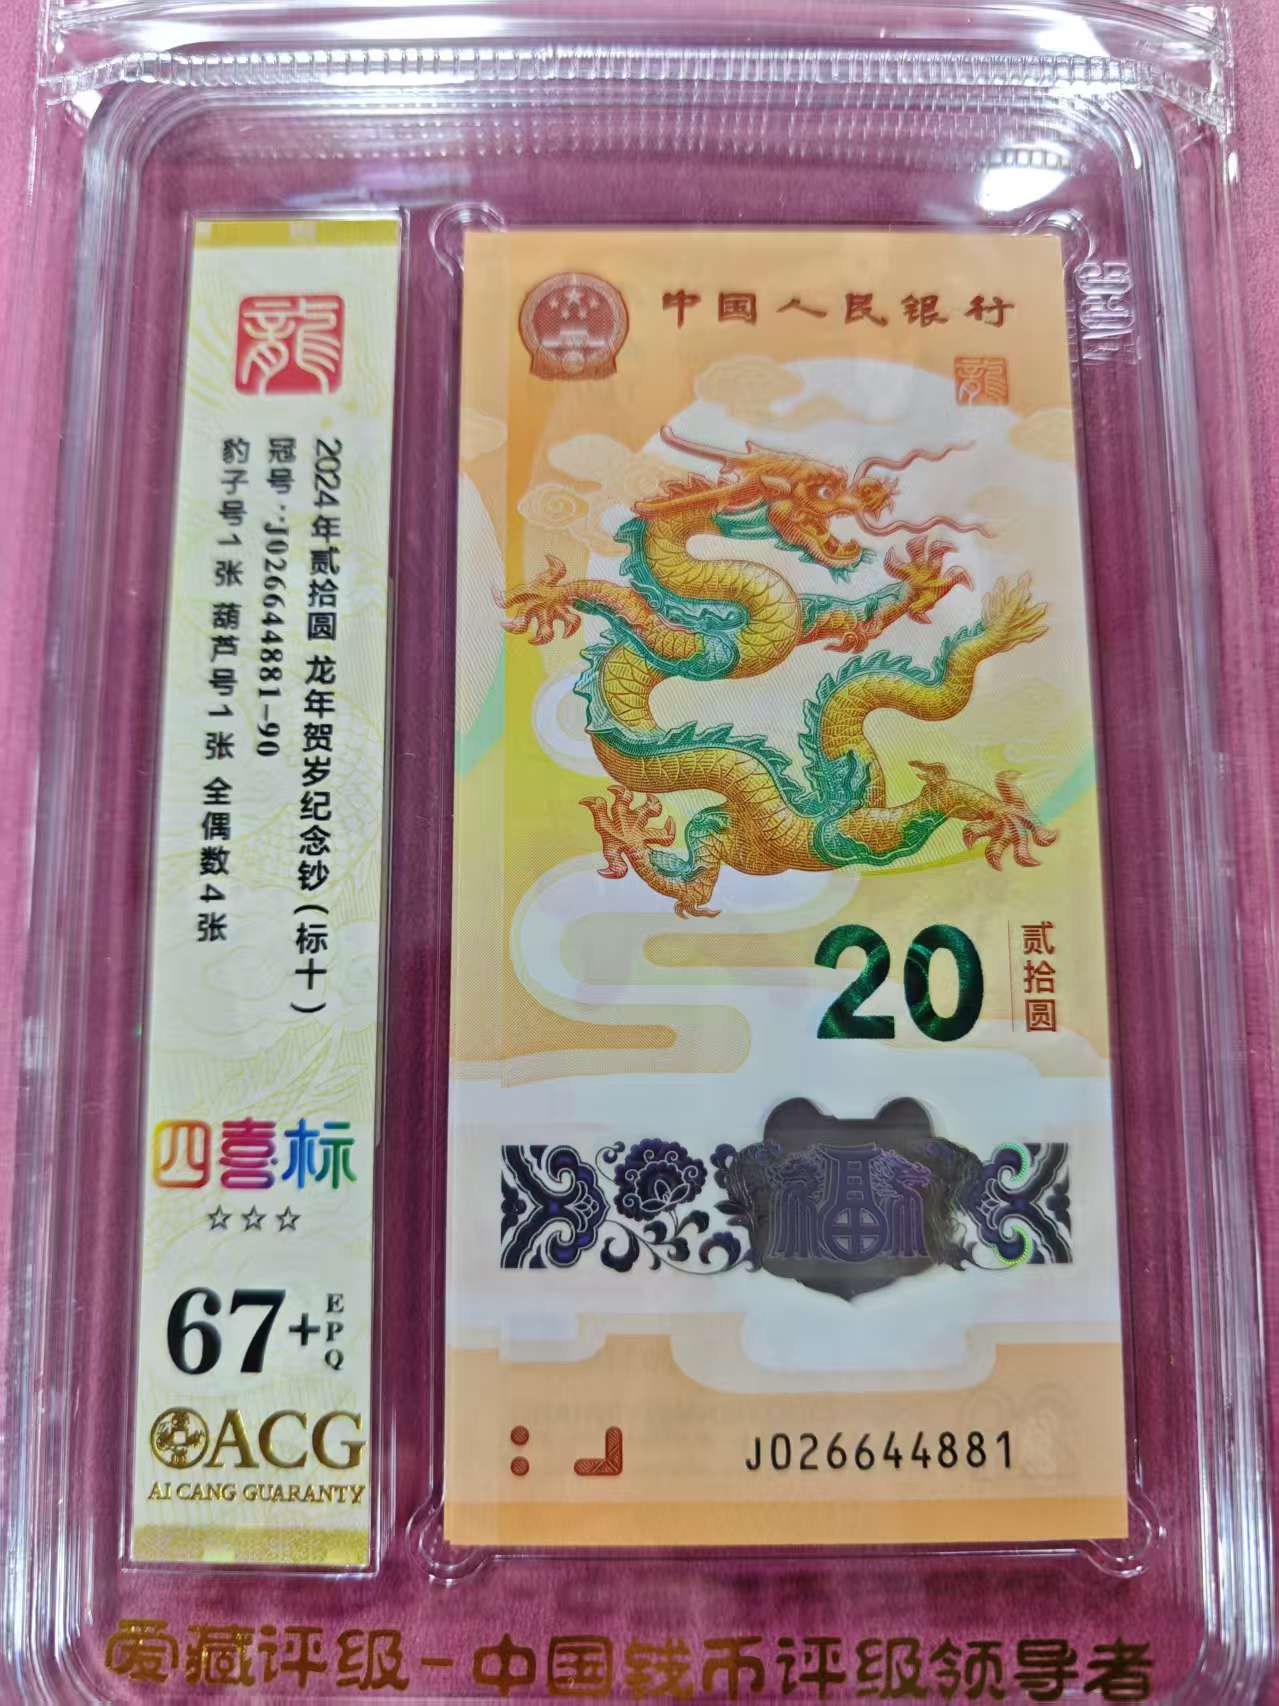 龍
2024年贰拾圆 龙年贺岁纪念钞(标十)
冠号:J026644881-90
豹子号1张 葫芦号1张 全偶数4张
四喜标
☆☆☆
67+
EPQ
ACG
AI CANG GUARANTY
中国人民银行
龍
20
贰拾圆
福
J026644881
ACG
爱藏评级-中国钱币评级领导者